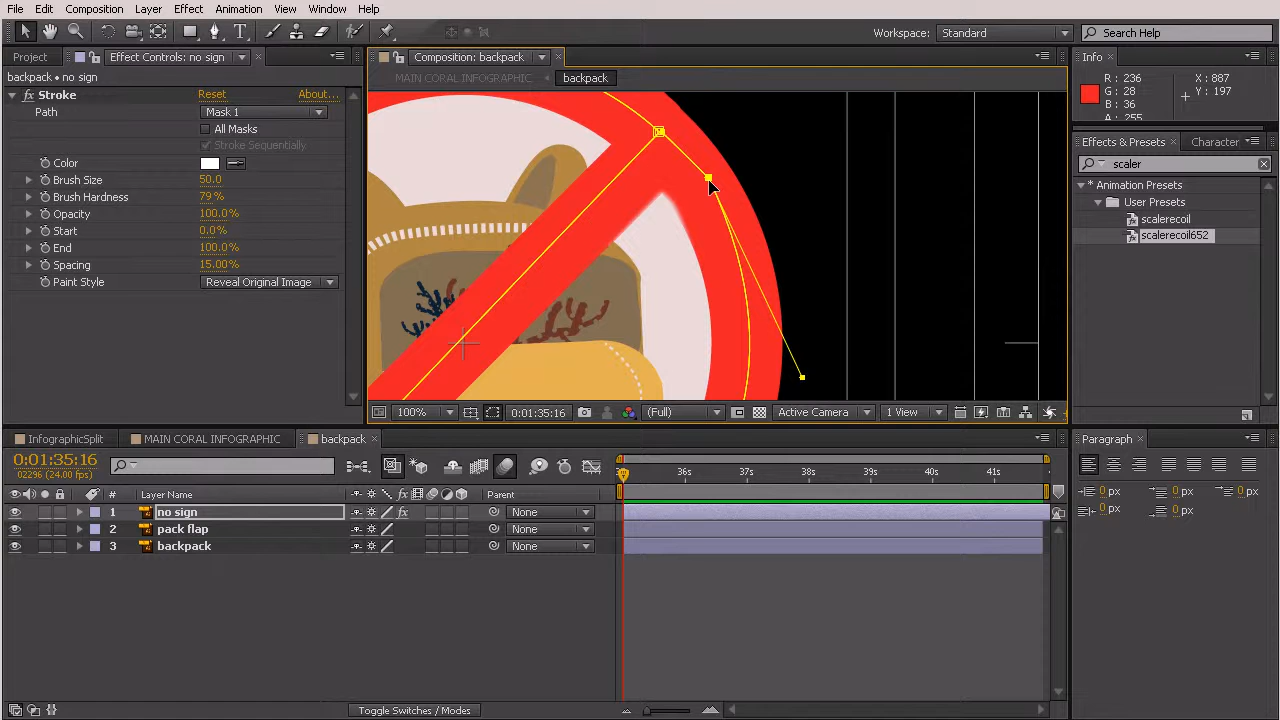 File Edit Composition Layer Effect Animation View Window Help
Workspace: Standard Search Help
Project Effect Controls: no sign Composition: backpack Info
backpack • no sign MAIN CORAL INFOGRAPHIC backpack
R : 236 X : 887
G : 28 Y : 197
B : 36
A : 255
fx Stroke Reset About...
Path Mask 1
All Masks
Stroke Sequentially
Color
Brush Size 50.0
Brush Hardness 79 %
Opacity 100.0%
Start 0.0%
End 100.0%
Spacing 15.00%
Paint Style Reveal Original Image
Effects & Presets Character
scaler
* Animation Presets
User Presets
scalerecoil
scalerecoil652
100% 0:01:35:16 (Full) Active Camera 1 View
InfographicSplit MAIN CORAL INFOGRAPHIC backpack Paragraph
0:01:35:16
02296 (24.00 fps)
36s 37s 38s 39s 40s 41s
# Layer Name fx Parent
1 no sign fx None
2 pack flap None
3 backpack None
0 px 0 px 0 px
0 px 0 px
Toggle Switches / Modes